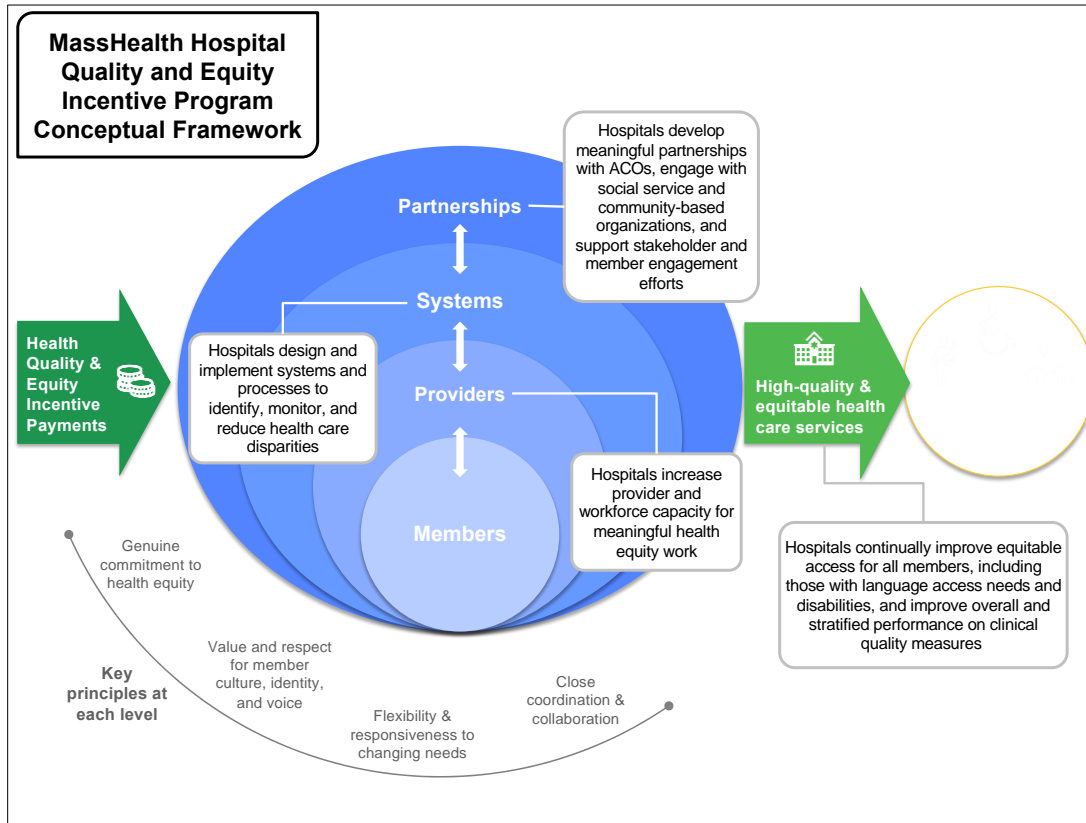 MassHealth Hospital
Quality and Equity
Incentive Program
Conceptual Framework
Hospitals develop
meaningful partnerships
with ACOs, engage with
social service and
community-based
organizations, and
support stakeholder and
member engagement
efforts
Partnerships
Systems
Hospitals design and
implement systems and
processes to
identify, monitor, and
reduce health care
disparities
Providers
Hospitals increase
provider and
workforce capacity for
meaningful health
equity work
Members
Health
Quality &
Equity
Incentive
Payments
High-quality &
equitable health
care services
Hospitals continually improve equitable
access for all members, including
those with language access needs and
disabilities, and improve overall and
stratified performance on clinical
quality measures
Key
principles at
each level
Genuine
commitment to
health equity
Value and respect
for member
culture, identity,
and voice
Flexibility &
responsiveness to
changing needs
Close
coordination &
collaboration